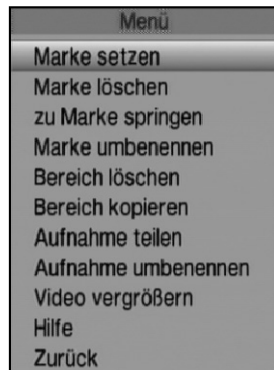 Menü
Marke setzen
Marke löschen
zu Marke springen
Marke umbenennen
Bereich löschen
Bereich kopieren
Aufnahme teilen
Aufnahme umbenennen
Video vergrößern
Hilfe
Zurück